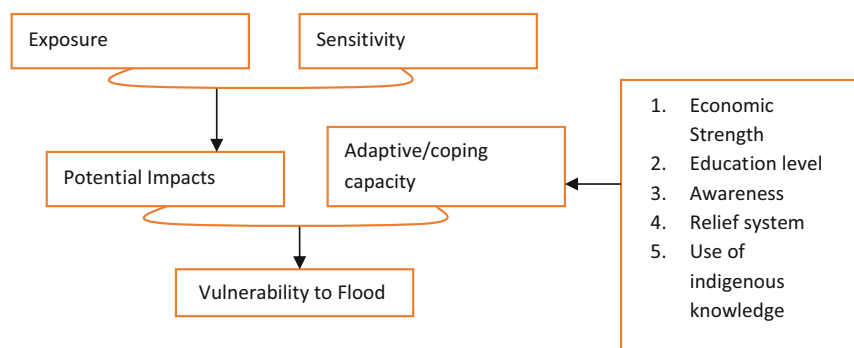 Exposure
Sensitivity
Potential Impacts
Adaptive/coping
capacity
Vulnerability to Flood
1. Economic
Strength
2. Education level
3. Awareness
4. Relief system
5. Use of
indigenous
knowledge